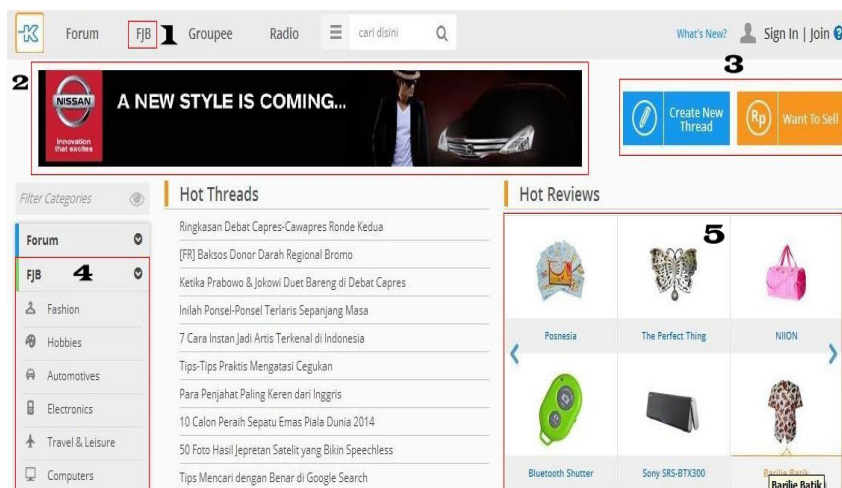 Forum FJB 1 Groupee Radio cari disini What's New? Sign In | Join ?
2
3
NISSAN
Innovation
that excites
A NEW STYLE IS COMING...
Create New
Thread
Rp Want To Sell
Filter Categories
Forum
FJB 4
Fashion
Hobbies
Automotives
Electronics
Travel & Leisure
Computers
Hot Threads
Ringkasan Debat Capres-Cawapres Ronde Kedua
[FR] Baksos Donor Darah Regional Bromo
Ketika Prabowo & Jokowi Duet Bareng di Debat Capres
Inilah Ponsel-Ponsel Terlaris Sepanjang Masa
7 Cara Instan Jadi Artis Terkenal di Indonesia
Tips-Tips Praktis Mengatasi Cegukan
Para Penjahat Paling Keren dari Inggris
10 Calon Peraih Sepatu Emas Piala Dunia 2014
50 Foto Hasil Jepretan Satelit yang Bikin Speechless
Tips Mencari dengan Benar di Google Search
Hot Reviews
5
Posnesia The Perfect Thing NIION
Bluetooth Shutter Sony SRS-BTX300 Barilie Batik
Barilie Batik